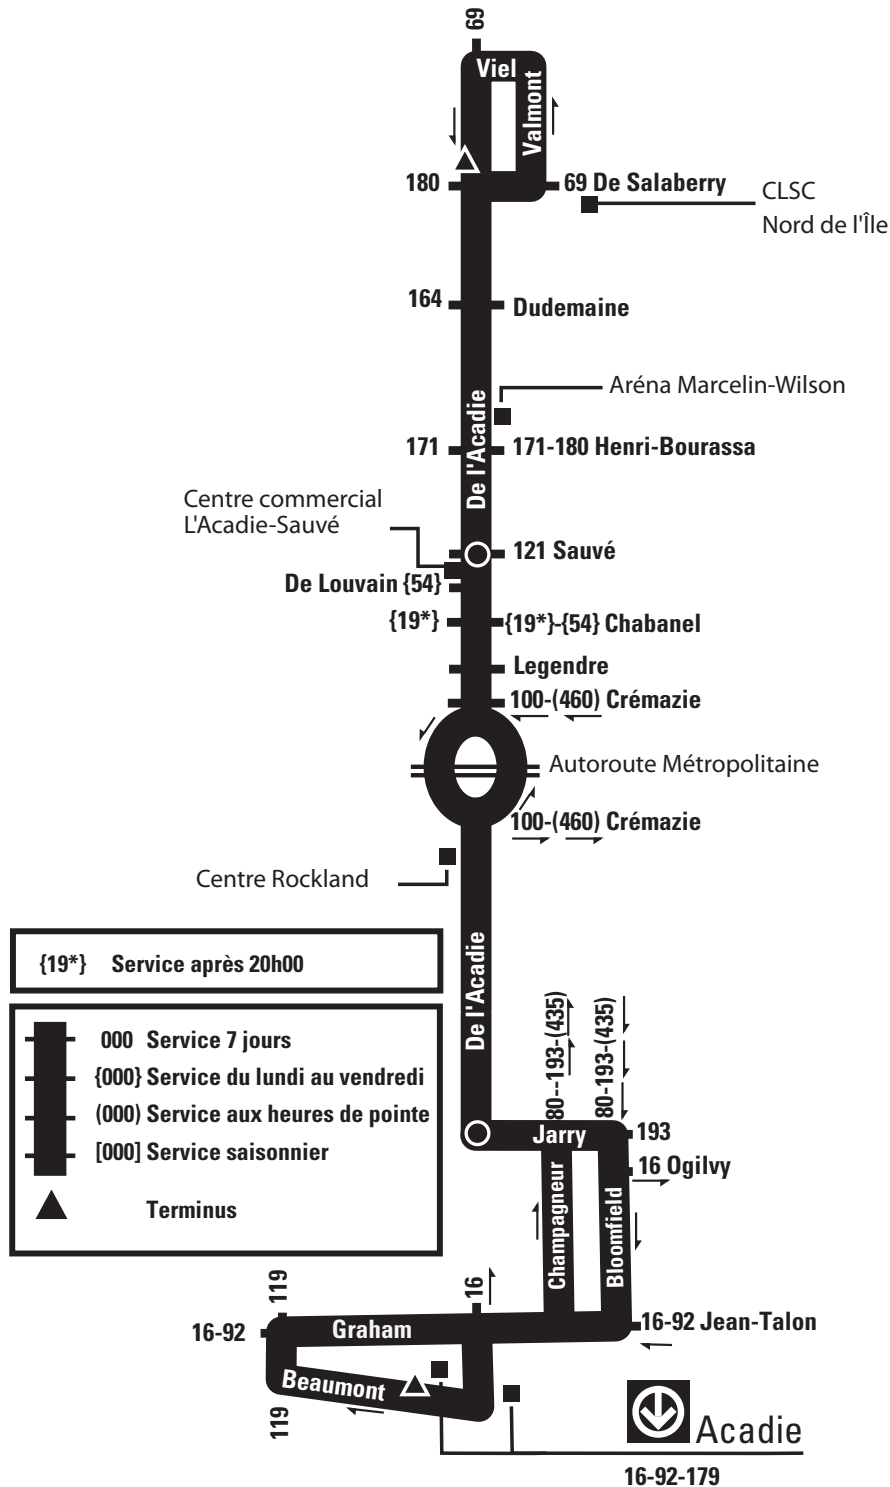 69
Viel
Valmont
180
69 De Salaberry
CLSC
Nord de l'Île
164
Dudemaine
Aréna Marcelin-Wilson
De l'Acadie
171
171-180 Henri-Bourassa
Centre commercial
L'Acadie-Sauvé
121 Sauvé
De Louvain {54}
{19*}
{19*}-{54} Chabanel
Legendre
100-(460) Crémazie
Autoroute Métropolitaine
100-(460) Crémazie
Centre Rockland
{19*} Service après 20h00
De l'Acadie
000 Service 7 jours
{000} Service du lundi au vendredi
(000) Service aux heures de pointe
[000] Service saisonnier
Terminus
80--193-(435)
80-193-(435)
Jarry
193
16 Ogilvy
Champagneur
Bloomfield
119
16
16-92
Graham
16-92 Jean-Talon
Beaumont
119
Acadie
16-92-179